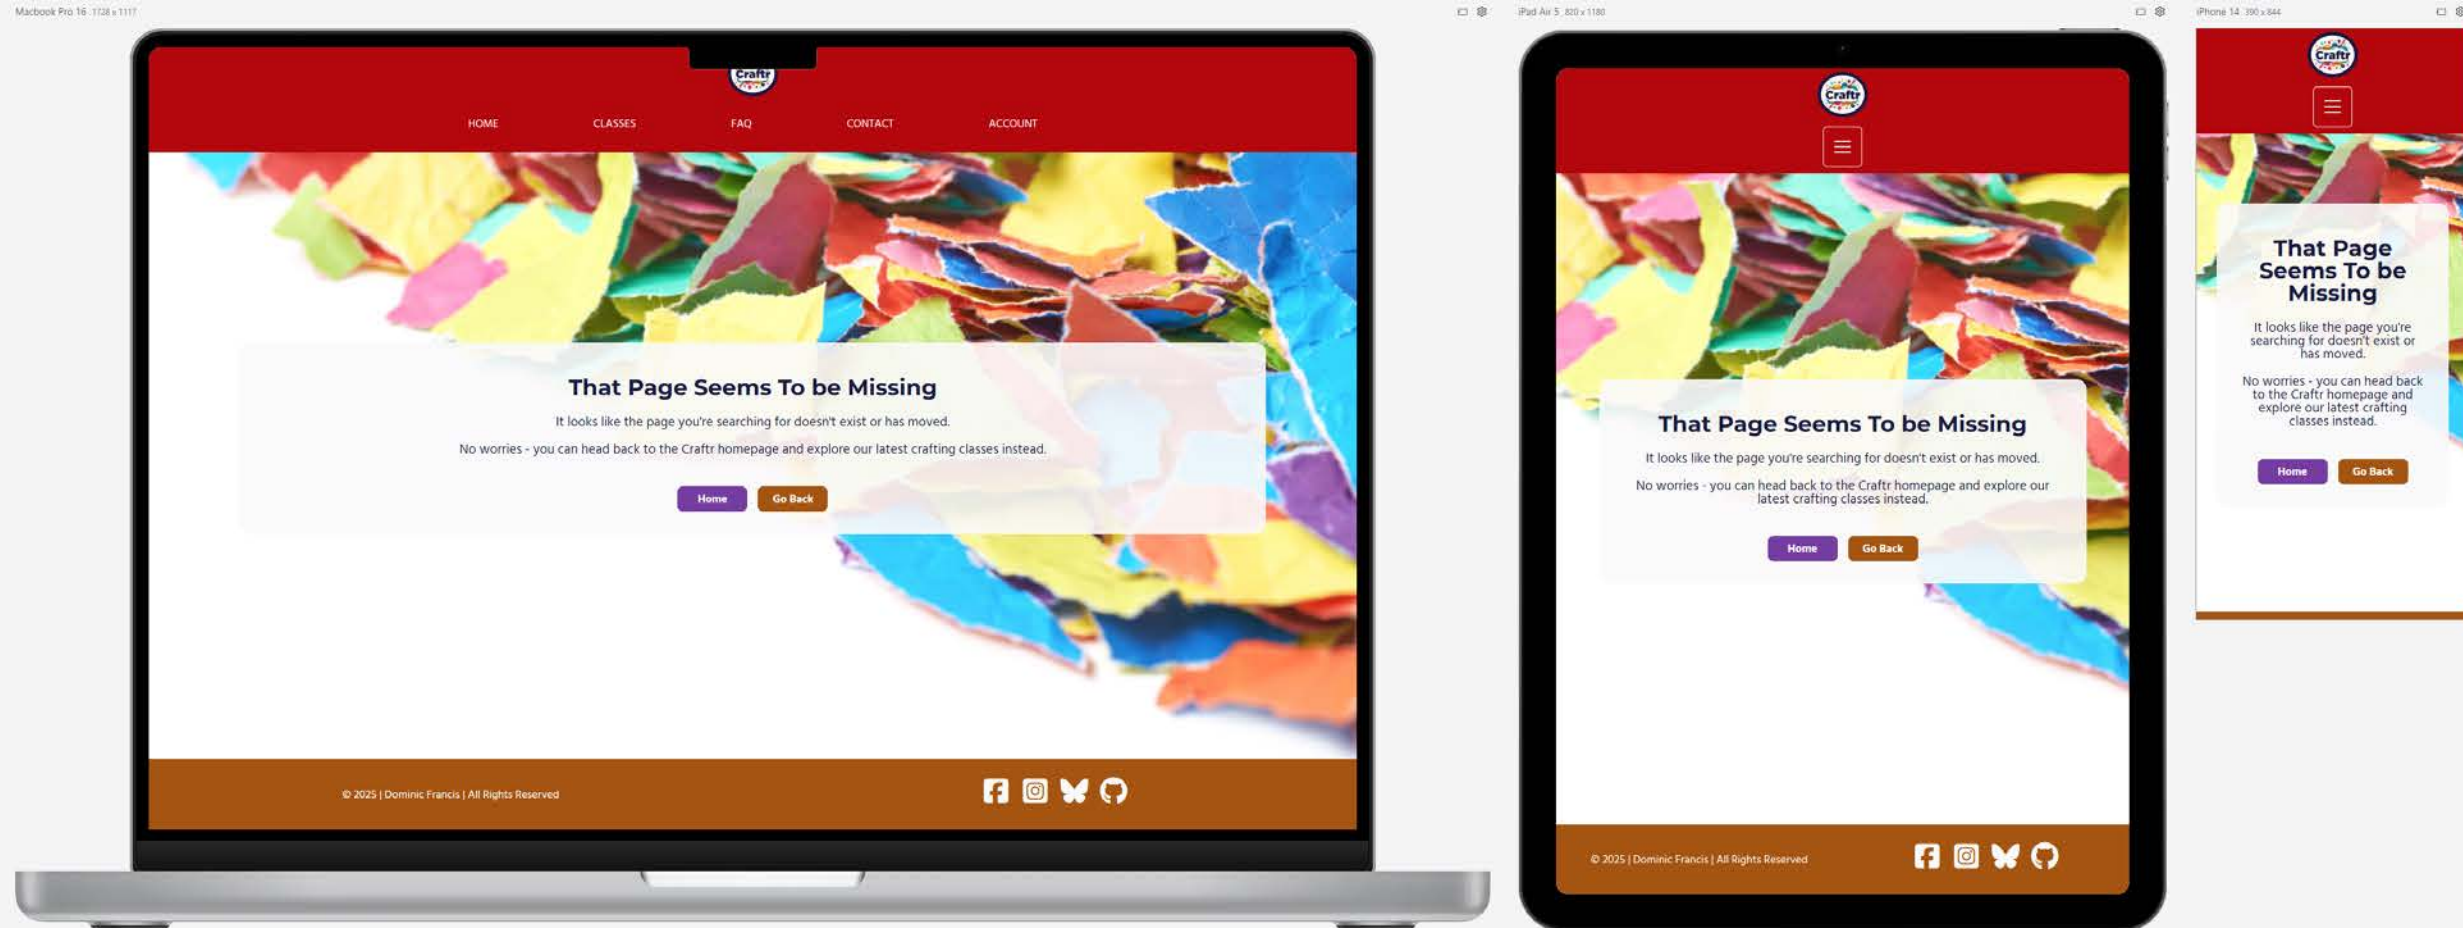 Macbook Pro 16 1728 x 1117
Craftr
HOME CLASSES FAQ CONTACT ACCOUNT
That Page Seems To be Missing
It looks like the page you're searching for doesn't exist or has moved.
No worries - you can head back to the Craftr homepage and explore our latest crafting classes instead.
Home Go Back
© 2025 | Dominic Francis | All Rights Reserved
iPad Air 5 820 x 1180
Craftr
That Page Seems To be Missing
It looks like the page you're searching for doesn't exist or has moved.
No worries - you can head back to the Craftr homepage and explore our
latest crafting classes instead.
Home Go Back
© 2025 | Dominic Francis | All Rights Reserved
iPhone 14 390 x 844
Craftr
That Page
Seems To be
Missing
It looks like the page you're
searching for doesn't exist or
has moved.
No worries - you can head back
to the Craftr homepage and
explore our latest crafting
classes instead.
Home Go Back